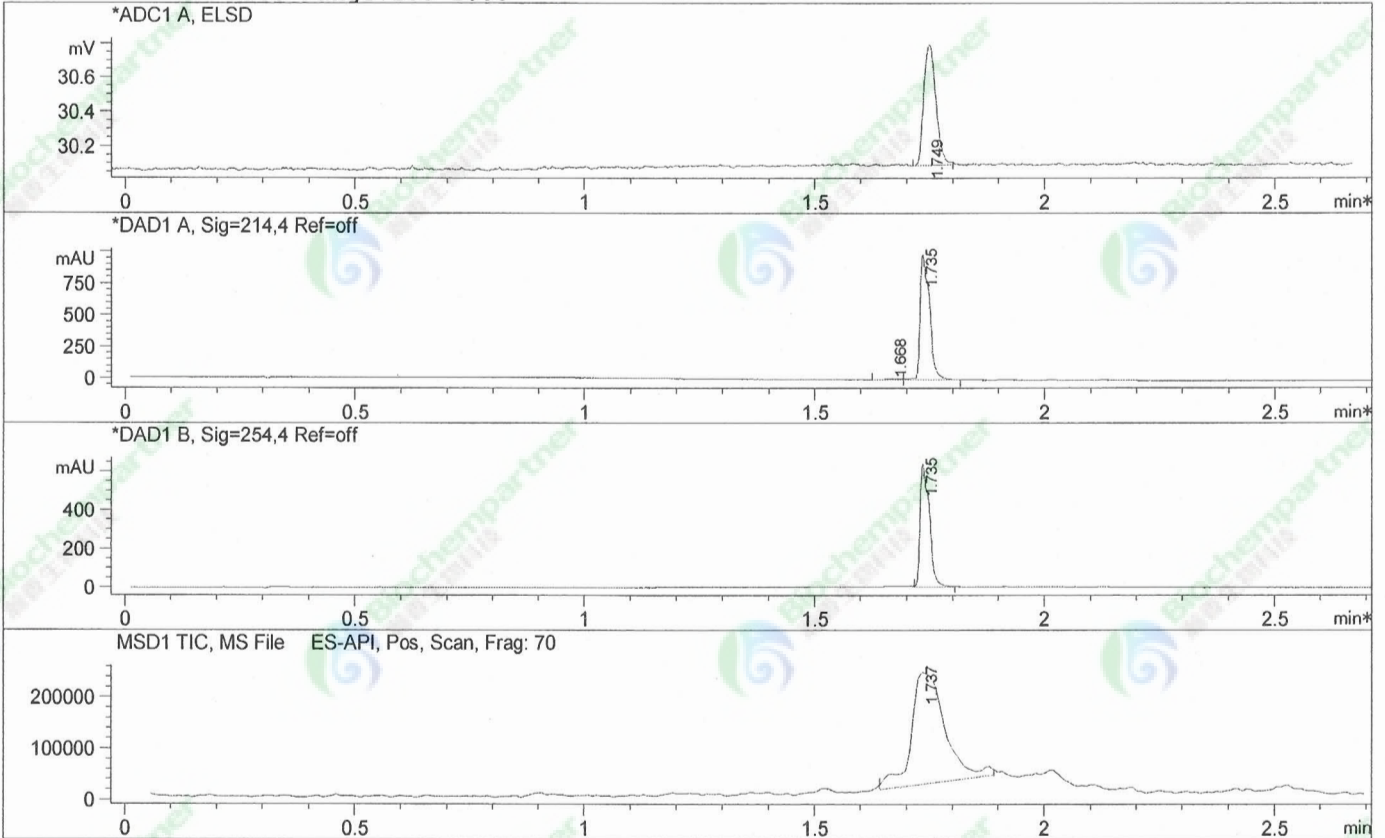 *ADC1 A, ELSD
mV
30.6
30.4
30.2
1.749
0 0.5 1 1.5 2 2.5 min*
*DAD1 A, Sig=214,4 Ref=off
mAU
750
500
250
0
1.668
1.735
0 0.5 1 1.5 2 2.5 min*
*DAD1 B, Sig=254,4 Ref=off
mAU
400
200
0
1.735
0 0.5 1 1.5 2 2.5 min*
MSD1 TIC, MS File ES-API, Pos, Scan, Frag: 70
200000
100000
0
1.737
0 0.5 1 1.5 2 2.5 min
Biochempartner
Biochempartner
Biochempartner
Biochempartner
Biochempartner
Biochempartner